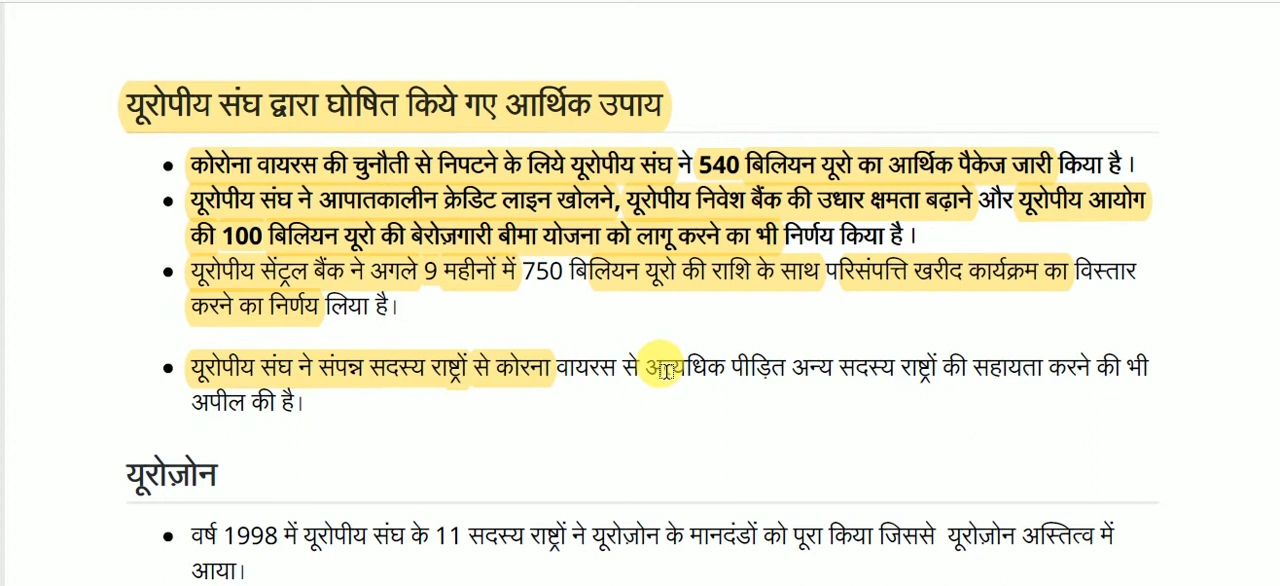 यूरोपीय संघ द्वारा घोषित किये गए आर्थिक उपाय
• कोरोना वायरस की चुनौती से निपटने के लिये यूरोपीय संघ ने 540 बिलियन यूरो का आर्थिक पैकेज जारी किया है ।
• यूरोपीय संघ ने आपातकालीन क्रेडिट लाइन खोलने, यूरोपीय निवेश बैंक की उधार क्षमता बढ़ाने और यूरोपीय आयोग
की 100 बिलियन यूरो की बेरोज़गारी बीमा योजना को लागू करने का भी निर्णय किया है ।
• यूरोपीय सेंट्रल बैंक ने अगले 9 महीनों में 750 बिलियन यूरो की राशि के साथ परिसंपत्ति खरीद कार्यक्रम का विस्तार
करने का निर्णय लिया है।
• यूरोपीय संघ ने संपन्न सदस्य राष्ट्रों से कोरना वायरस से अत्यधिक पीड़ित अन्य सदस्य राष्ट्रों की सहायता करने की भी
अपील की है।
यूरोज़ोन
• वर्ष 1998 में यूरोपीय संघ के 11 सदस्य राष्ट्रों ने यूरोज़ोन के मानदंडों को पूरा किया जिससे यूरोज़ोन अस्तित्व में
आया।